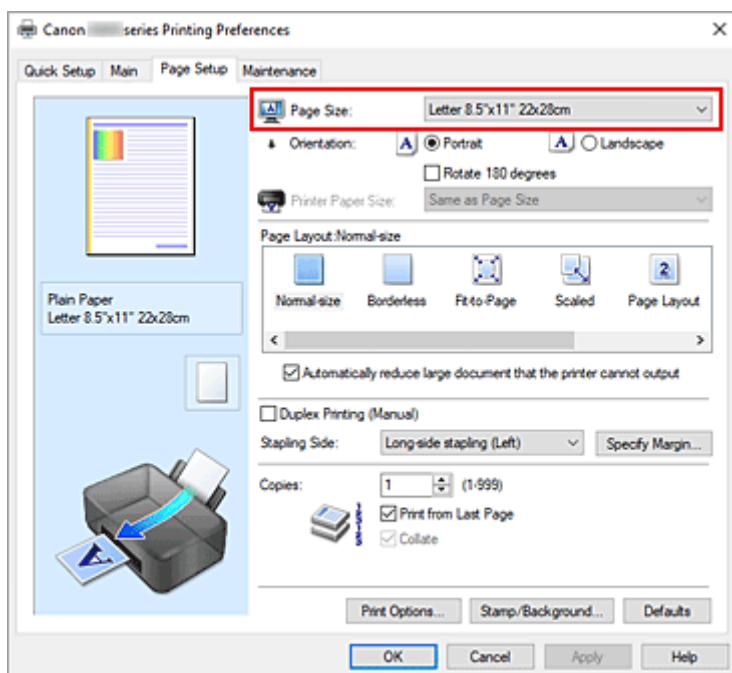 Canon series Printing Preferences
Quick Setup Main Page Setup Maintenance
Page Size: Letter 8.5"x11" 22x28cm
Orientation: A Portrait A Landscape
Rotate 180 degrees
Printer Paper Size: Same as Page Size
Page Layout:Normal-size
2
Normal-size Borderless Fit-to-Page Scaled Page Layout
Plain Paper
Letter 8.5"x11" 22x28cm
Automatically reduce large document that the printer cannot output
Duplex Printing (Manual)
Stapling Side: Long-side stapling (Left) Specify Margin...
Copies: 1 (1-999)
Print from Last Page
Collate
A
Print Options... Stamp/Background... Defaults
OK Cancel Apply Help